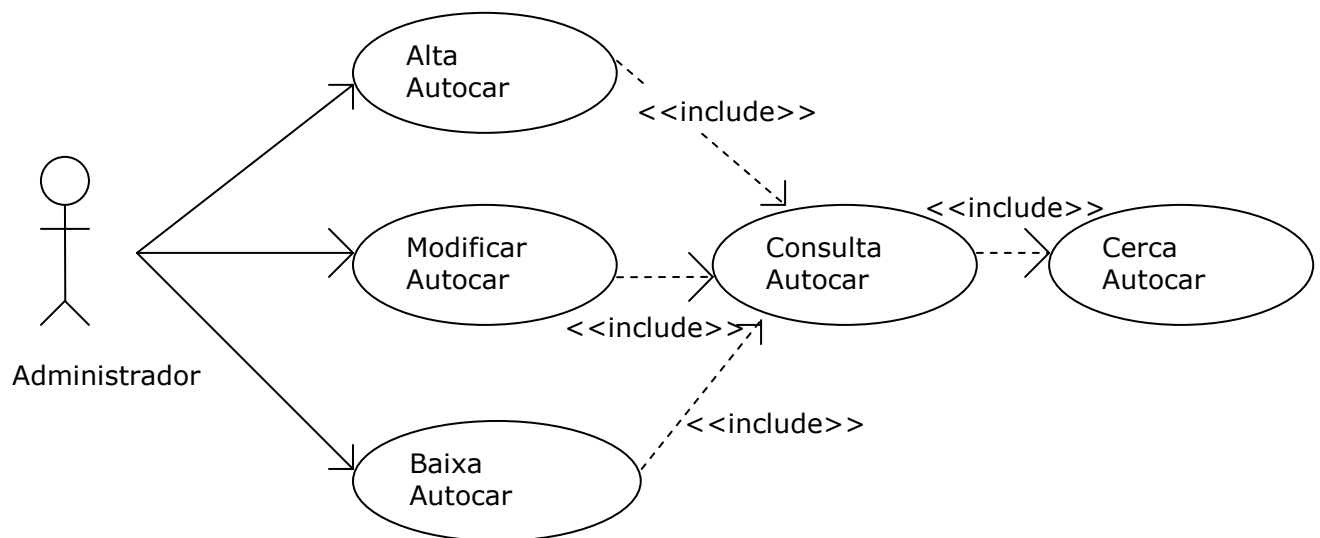 Alta
Autocar
<<include>>
<<include>>
Modificar
Autocar
Consulta
Autocar
Cerca
Autocar
<<include>>
Administrador
<<include>>
Baixa
Autocar